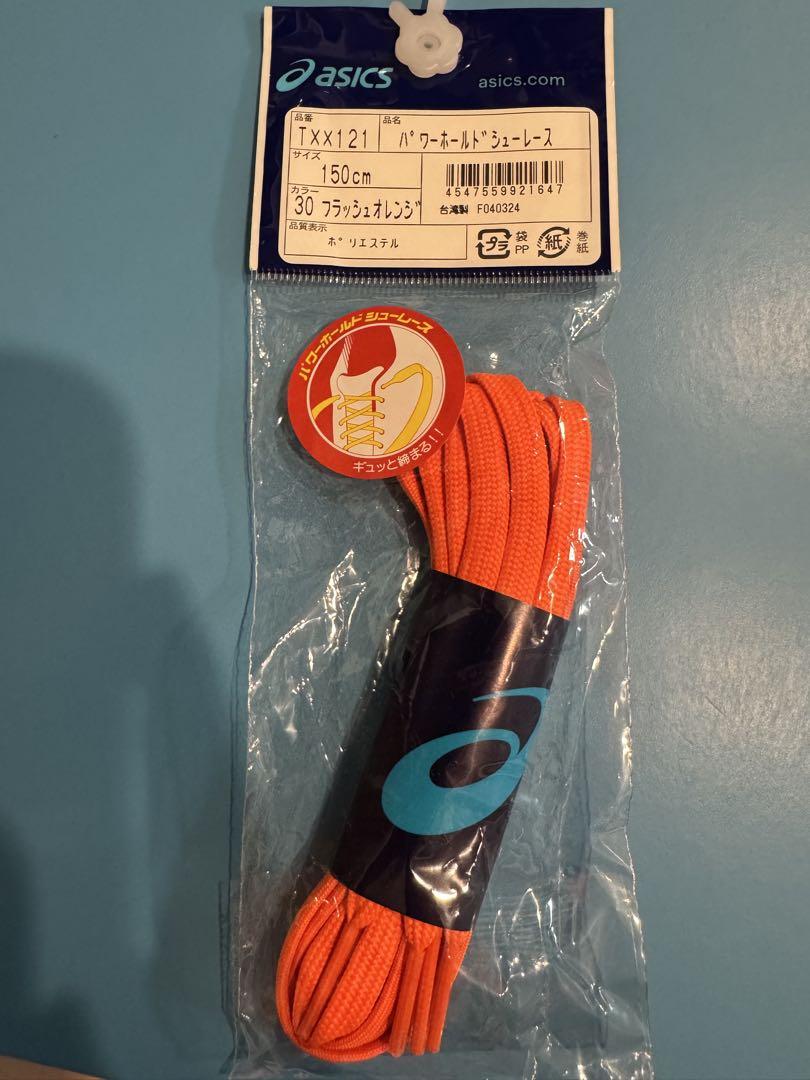 asics
asics.com
品番
TXX121
品名
パワーホールドシューレース
サイズ
150cm
4547559921647
カラー
30 フラッシュオレンジ
台湾製 F040324
品質表示
ポリエステル
プラ
袋
PP
紙
巻
紙
パワーホールドシューレース
ギュッと締まる!!